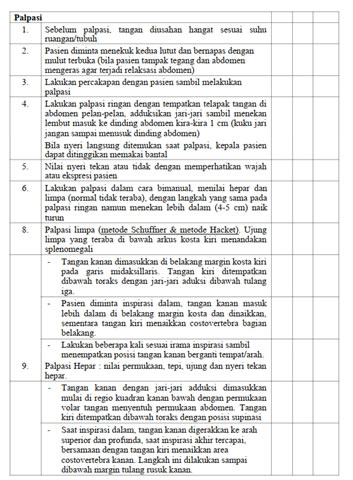 Palpasi
1. Sebelum palpasi, tangan diusahan hangat sesuai suhu
ruangan/tubuh
2. Pasien diminta menekuk kedua lutut dan bernapas dengan
mulut terbuka (bila pasien tampak tegang dan abdomen
mengeras agar terjadi relaksasi abdomen)
3. Lakukan percakapan dengan pasien sambil melakukan
palpasi
4. Lakukan palpasi ringan dengan tempatkan telapak tangan di
abdomen pelan-pelan, adduksikan jari-jari sambil menekan
lembut masuk ke dinding abdomen kira-kira 1 cm (kuku jari
jangan sampai menusuk dinding abdomen)
Bila nyeri langsung ditemukan saat palpasi, kepala pasien
dapat ditinggikan memakai bantal
5. Nilai nyeri tekan atau tidak dengan memperhatikan wajah
atau ekspresi pasien
6. Lakukan palpasi dalam cara bimanual, menilai hepar dan
limpa (normal tidak teraba), dengan langkah yang sama pada
palpasi ringan namun menekan lebih dalam (4-5 cm) naik
turun
8. Palpasi limpa (metode Schuffner & metode Hacket). Ujung
limpa yang teraba di bawah arkus kosta kiri menandakan
splenomegali
- Tangan kanan dimasukkan di belakang margin kosta kiri
pada garis midaksillaris. Tangan kiri ditempatkan
dibawah toraks dengan jari-jari aduksi dibawah tulang
iga.
- Pasien diminta inspirasi dalam, tangan kanan masuk
lebih dalam di belakang margin kosta dan dinaikkan,
sementara tangan kiri menaikkan costovertebra bagian
belakang.
- Lakukan beberapa kali sesuai irama inspirasi sambil
menempatkan posisi tangan kanan berganti tempat/arah.
9. Palpasi Hepar : nilai permukaan, tepi, ujung dan nyeri tekan
hepar.
- Tangan kanan dengan jari-jari adduksi dimasukkan
mulai di regio kuadran kanan bawah dengan permukaan
volar tangan menyentuh permukaan abdomen. Tangan
kiri ditempatkan dibawah toraks dengan posisi supinasi
- Saat inspirasi dalam, tangan kanan digerakkan ke arah
superior dan profunda, saat inspirasi akhir tercapai,
bersamaan dengan tangan kiri menaikkan area
costovertebra kanan. Langkah ini dilakukan sampai
dibawah margin tulang rusuk kanan.